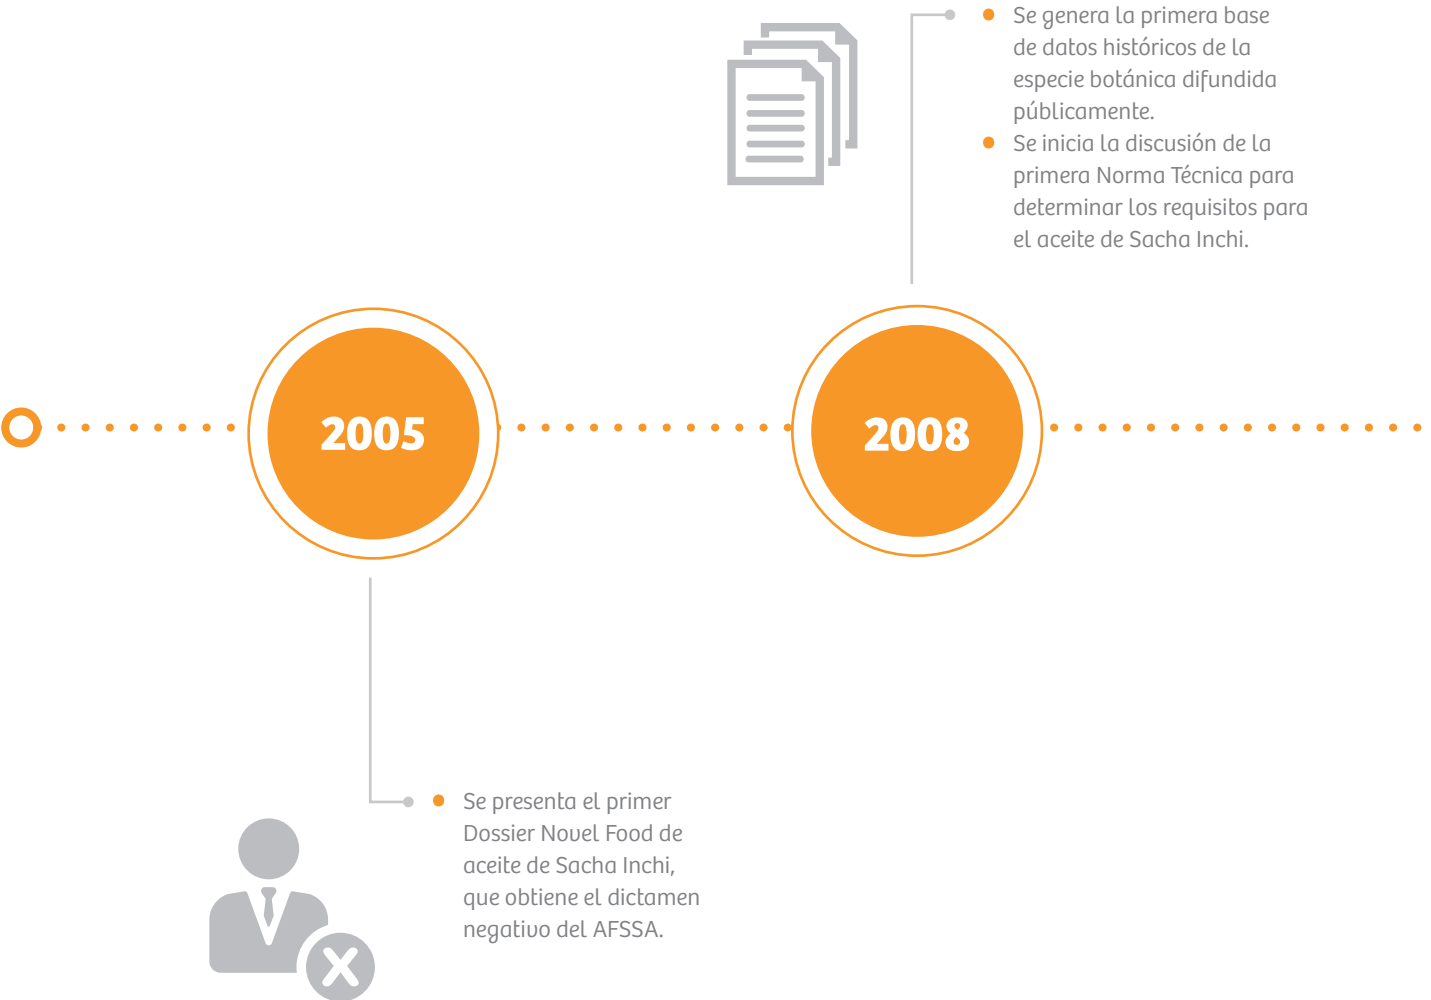 Se genera la primera base
de datos históricos de la
especie botánica difundida
públicamente.
Se inicia la discusión de la
primera Norma Técnica para
determinar los requisitos para
el aceite de Sacha Inchi.
2005
2008
Se presenta el primer
Dossier Novel Food de
aceite de Sacha Inchi,
que obtiene el dictamen
negativo del AFSSA.